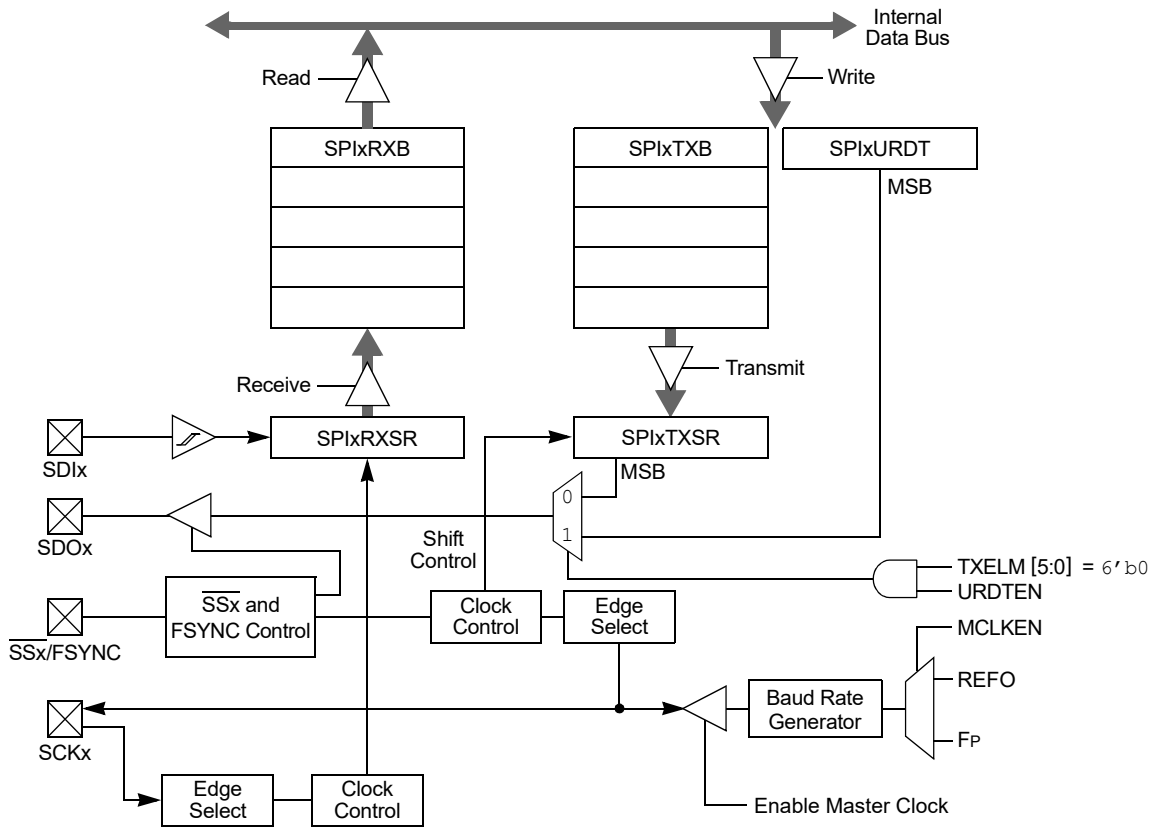 Internal
Data Bus
Read
Write
SPIxRXB
SPIxTXB
SPIxURDT
MSB
Receive
Transmit
SPIxRXSR
SPIxTXSR
SDIx
MSB
0
1
SDOx
Shift
Control
TXELM [5:0] = 6’b0
URDTEN
SSx and
FSYNC Control
Clock
Control
Edge
Select
SSx/FSYNC
MCLKEN
REFO
Baud Rate
Generator
FP
SCKx
Edge
Select
Clock
Control
Enable Master Clock